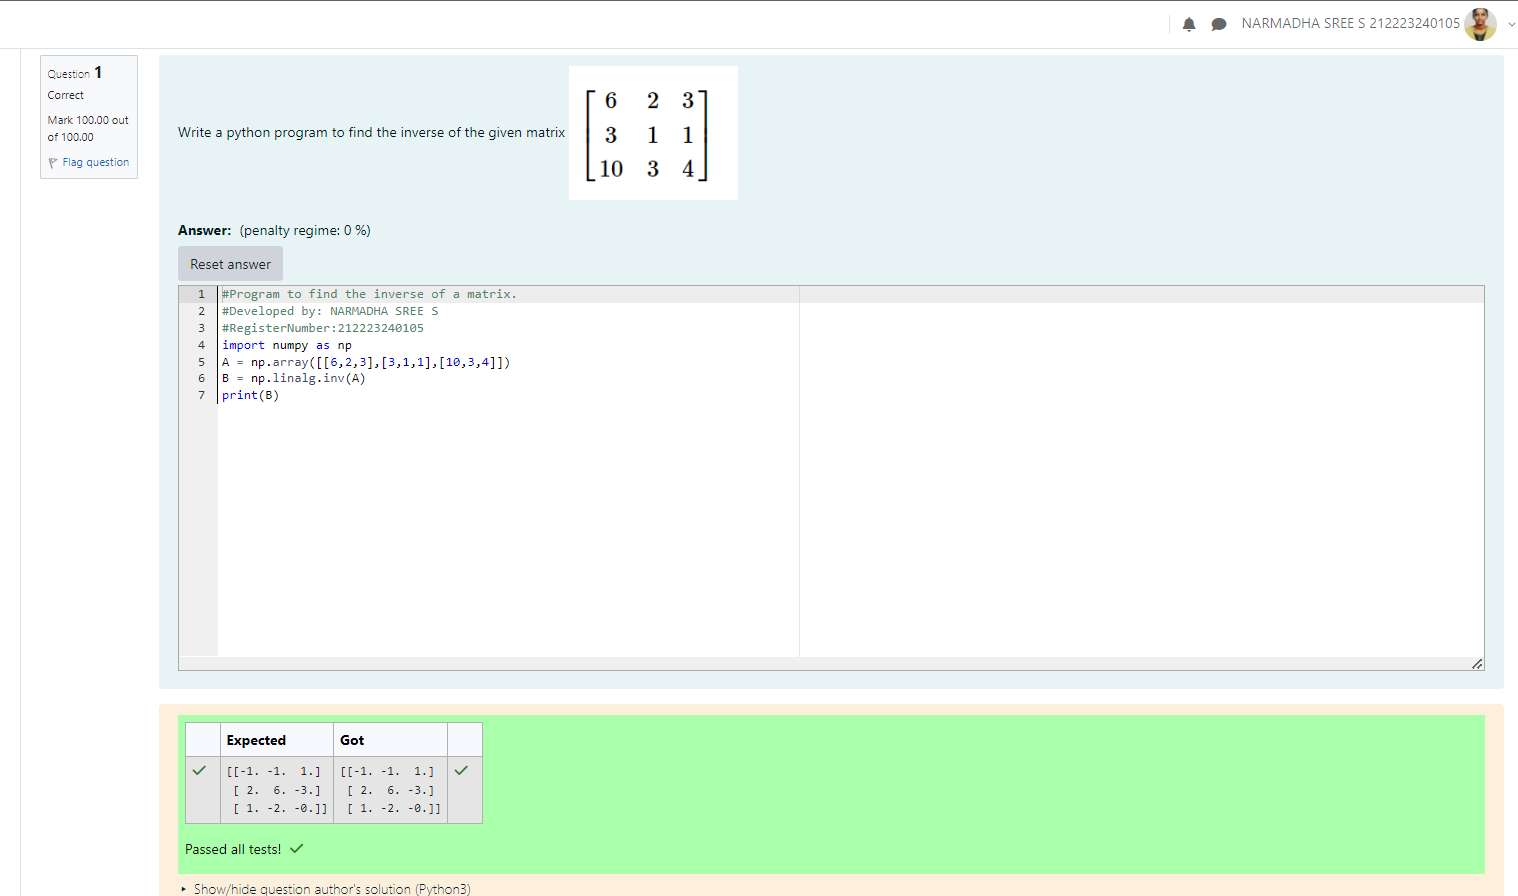 NARMADHA SREE S 212223240105
Question 1
Correct
Mark 100.00 out
of 100.00
Flag question
Write a python program to find the inverse of the given matrix
6 2 3
3 1 1
10 3 4
Answer: (penalty regime: 0 %)
Reset answer
1 #Program to find the inverse of a matrix.
2 #Developed by: NARMADHA SREE S
3 #RegisterNumber:212223240105
4 import numpy as np
5 A = np.array([[6,2,3],[3,1,1],[10,3,4]])
6 B = np.linalg.inv(A)
7 print(B)
Expected Got
[[-1. -1.  1.] [[-1. -1.  1.]
[ 2.  6. -3.] [ 2.  6. -3.]
[ 1. -2. -0.]] [ 1. -2. -0.]]
Passed all tests!
Show/hide question author's solution (Python3)